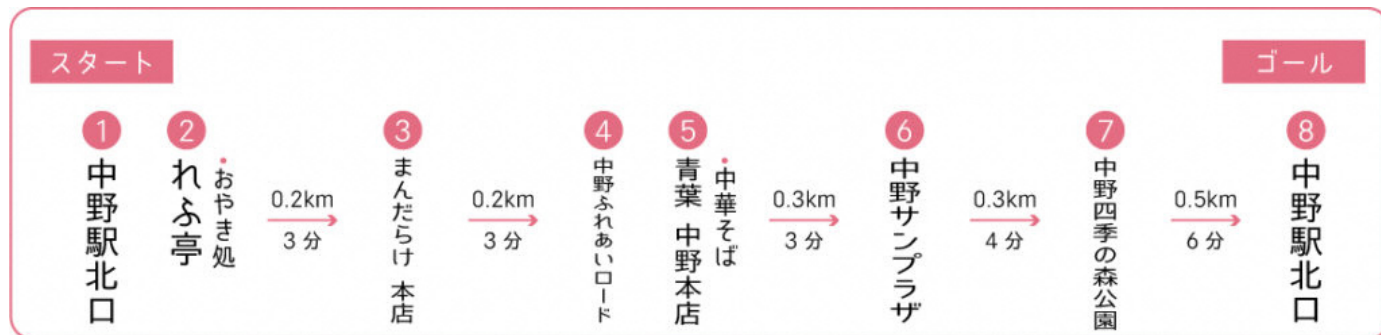 スタート
ゴール
1
中野駅北口
2
・おやき処
れふ亭
0.2km
3分
3
まんだらけ 本店
0.2km
3分
4
中野ふれあいロード
5
・中華そば
青葉 中野本店
0.3km
3分
6
中野サンプラザ
0.3km
4分
7
中野四季の森公園
0.5km
6分
8
中野駅北口